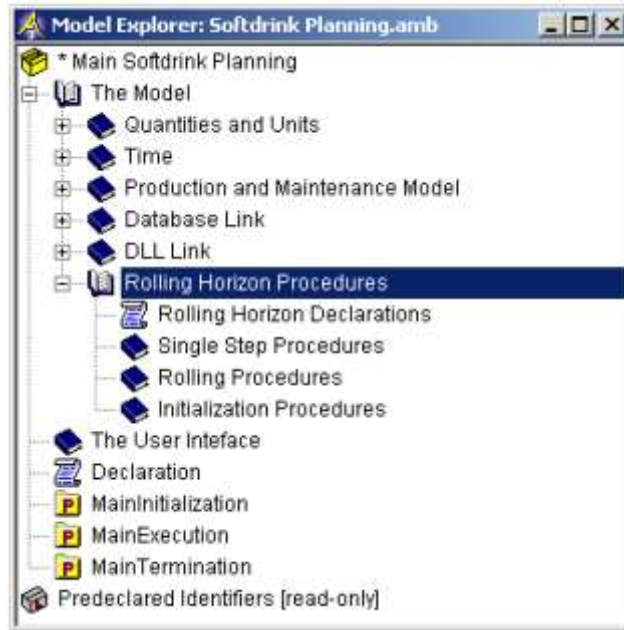 Model Explorer: Softdrink Planning.amb
* Main Softdrink Planning
The Model
Quantities and Units
Time
Production and Maintenance Model
Database Link
DLL Link
Rolling Horizon Procedures
Rolling Horizon Declarations
Single Step Procedures
Rolling Procedures
Initialization Procedures
The User Inteface
Declaration
P MainInitialization
P MainExecution
P MainTermination
Predeclared Identifiers [read-only]